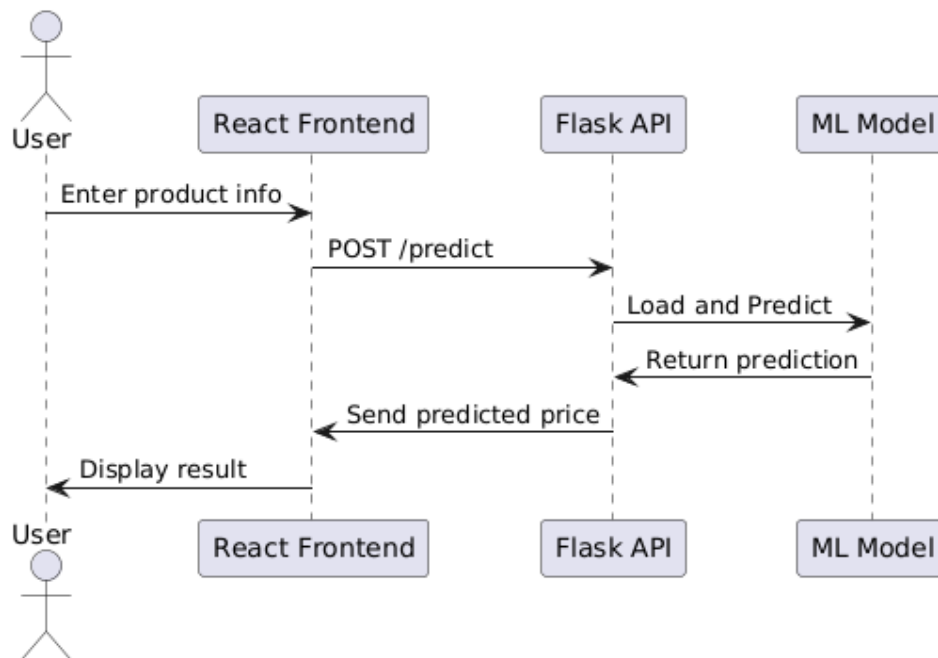 User
React Frontend
Flask API
ML Model
Enter product info
POST /predict
Load and Predict
Return prediction
Send predicted price
Display result
User
React Frontend
Flask API
ML Model